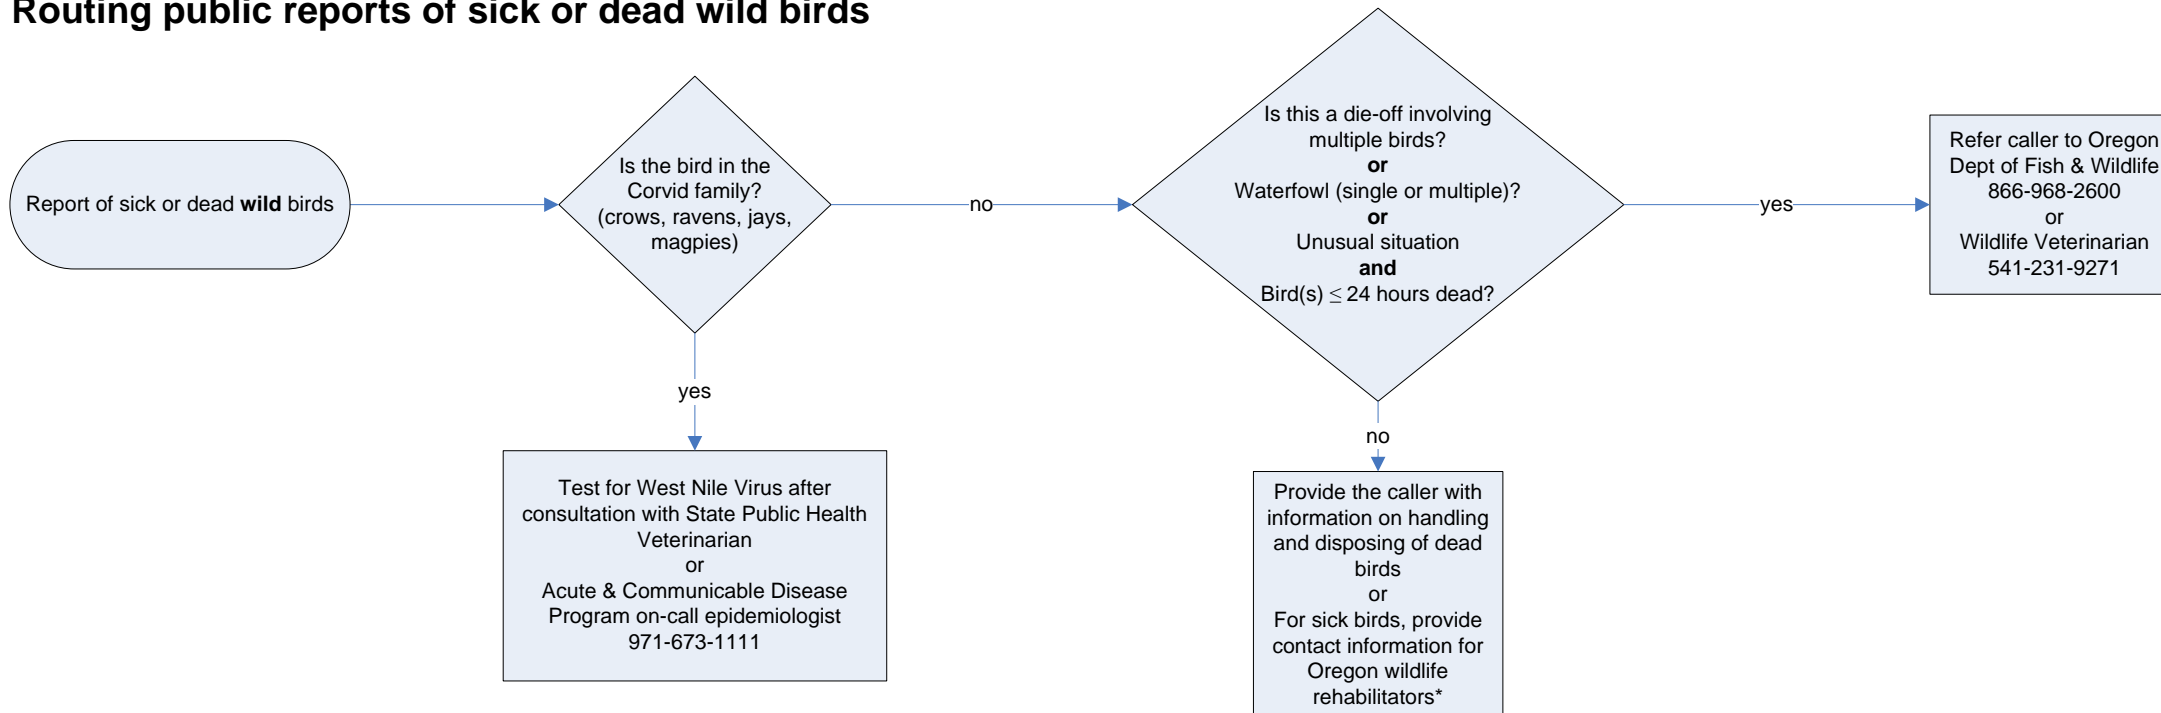 Routing public reports of sick or dead wild birds
Report of sick or dead wild birds
Is the bird in the
Corvid family?
(crows, ravens, jays,
magpies)
no
Is this a die-off involving
multiple birds?
or
Waterfowl (single or multiple)?
or
Unusual situation
and
Bird(s) ≤ 24 hours dead?
yes
Refer caller to Oregon
Dept of Fish & Wildlife
866-968-2600
or
Wildlife Veterinarian
541-231-9271
yes
Test for West Nile Virus after
consultation with State Public Health
Veterinarian
or
Acute & Communicable Disease
Program on-call epidemiologist
971-673-1111
no
Provide the caller with
information on handling
and disposing of dead
birds
or
For sick birds, provide
contact information for
Oregon wildlife
rehabilitators*